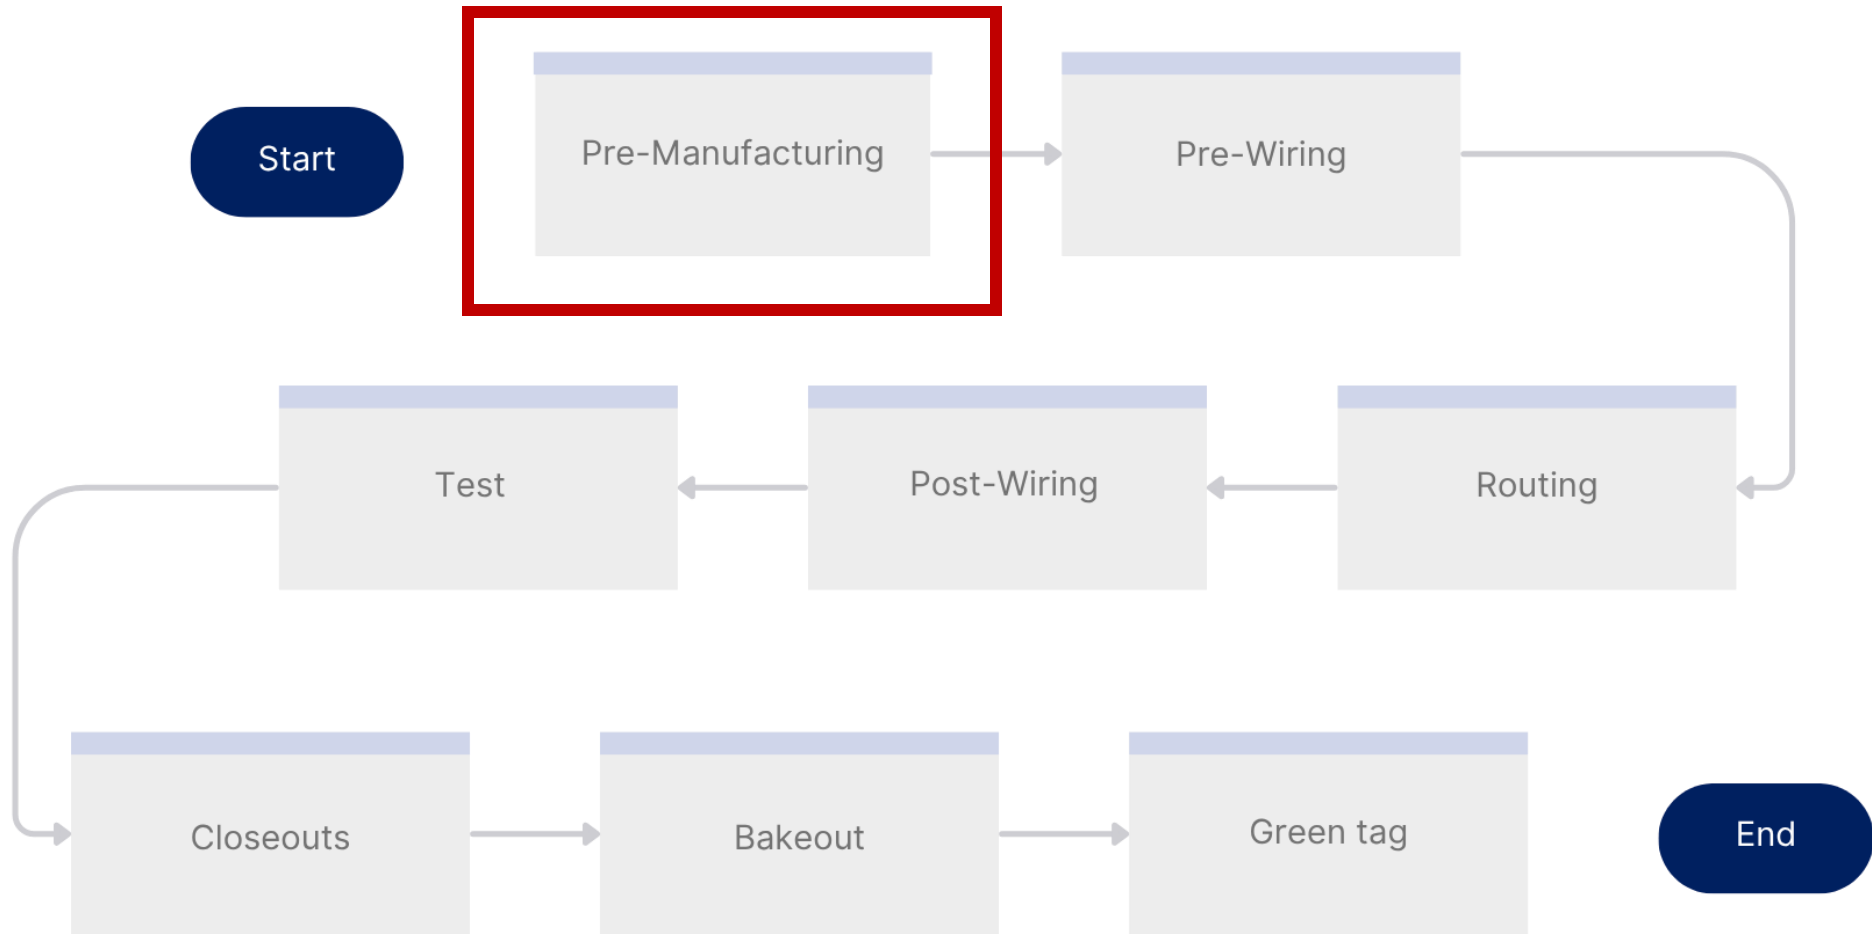 Start
Pre-Manufacturing
Pre-Wiring
Routing
Post-Wiring
Test
Closeouts
Bakeout
Green tag
End